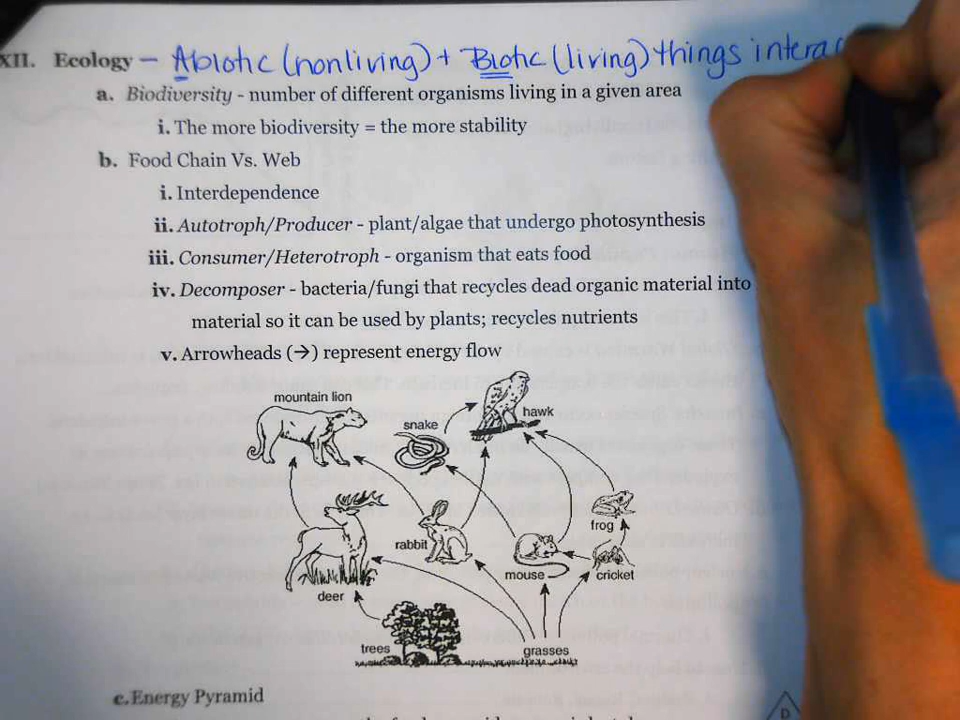 XII. Ecology – Abiotic (nonliving) + Biotic (living) things interac
a. Biodiversity - number of different organisms living in a given area
i. The more biodiversity = the more stability
b. Food Chain Vs. Web
i. Interdependence
ii. Autotroph/Producer - plant/algae that undergo photosynthesis
iii. Consumer/Heterotroph - organism that eats food
iv. Decomposer - bacteria/fungi that recycles dead organic material into
material so it can be used by plants; recycles nutrients
v. Arrowheads (→) represent energy flow
mountain lion
hawk
snake
frog
rabbit
mouse
cricket
deer
trees
grasses
c. Energy Pyramid
D